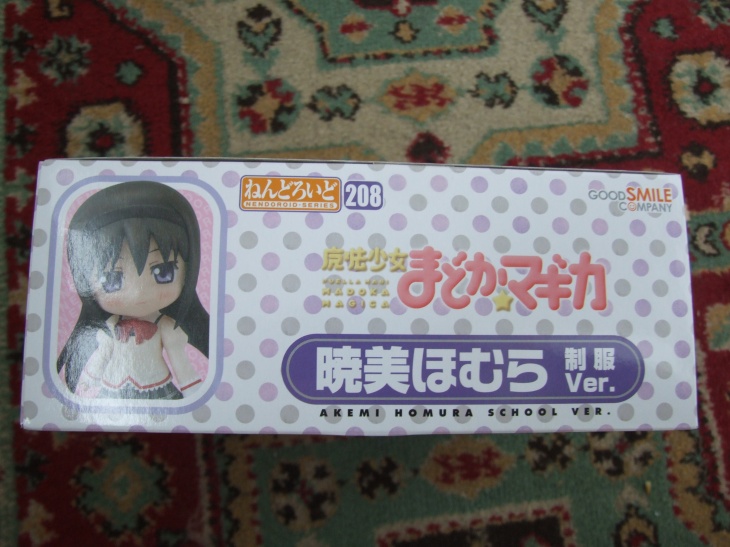 ねんどろいど
NENDOROID・SERIES
208
GOOD SMILE
COMPANY
魔法少女
まどか★マギカ
PUELLA MAGI
MADOKA
MAGICA
暁美ほむら 制服
Ver.
AKEMI HOMURA SCHOOL VER.